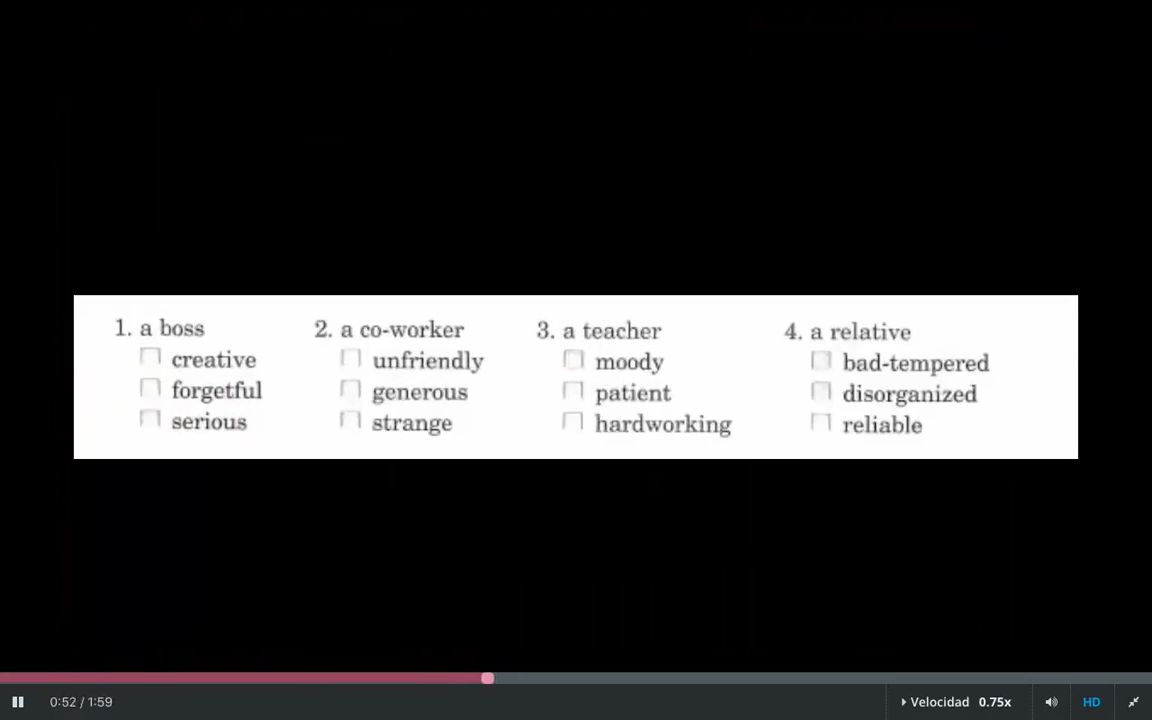 1. a boss
creative
forgetful
serious
2. a co-worker
unfriendly
generous
strange
3. a teacher
moody
patient
hardworking
4. a relative
bad-tempered
disorganized
reliable
0:52 / 1:59
Velocidad 0.75x
HD